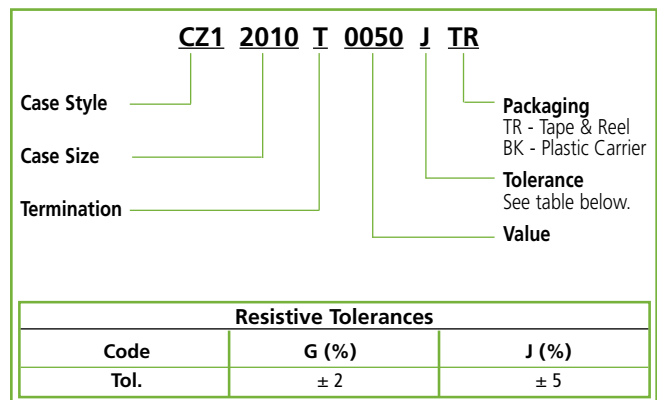 CZ1 2010 T 0050 J TR
Case Style
Case Size
Termination
Packaging
TR - Tape & Reel
BK - Plastic Carrier
Tolerance
See table below.
Value
Resistive Tolerances
Code G (%) J (%)
Tol. ± 2 ± 5